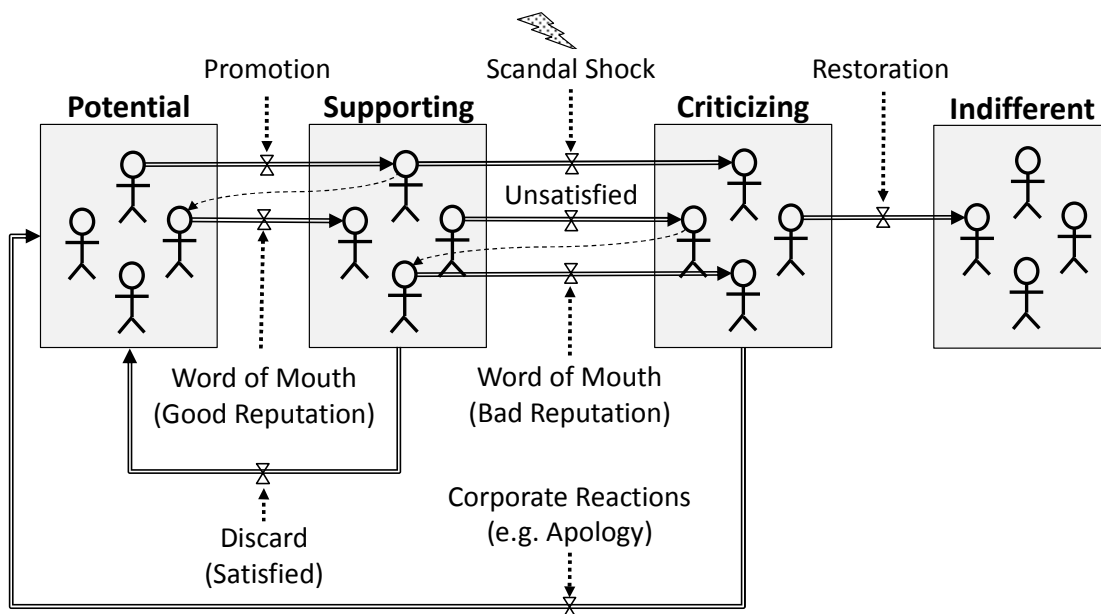 Promotion
Scandal Shock
Restoration
Potential
Supporting
Criticizing
Indifferent
Unsatisfied
Word of Mouth
(Good Reputation)
Word of Mouth
(Bad Reputation)
Discard
(Satisfied)
Corporate Reactions
(e.g. Apology)